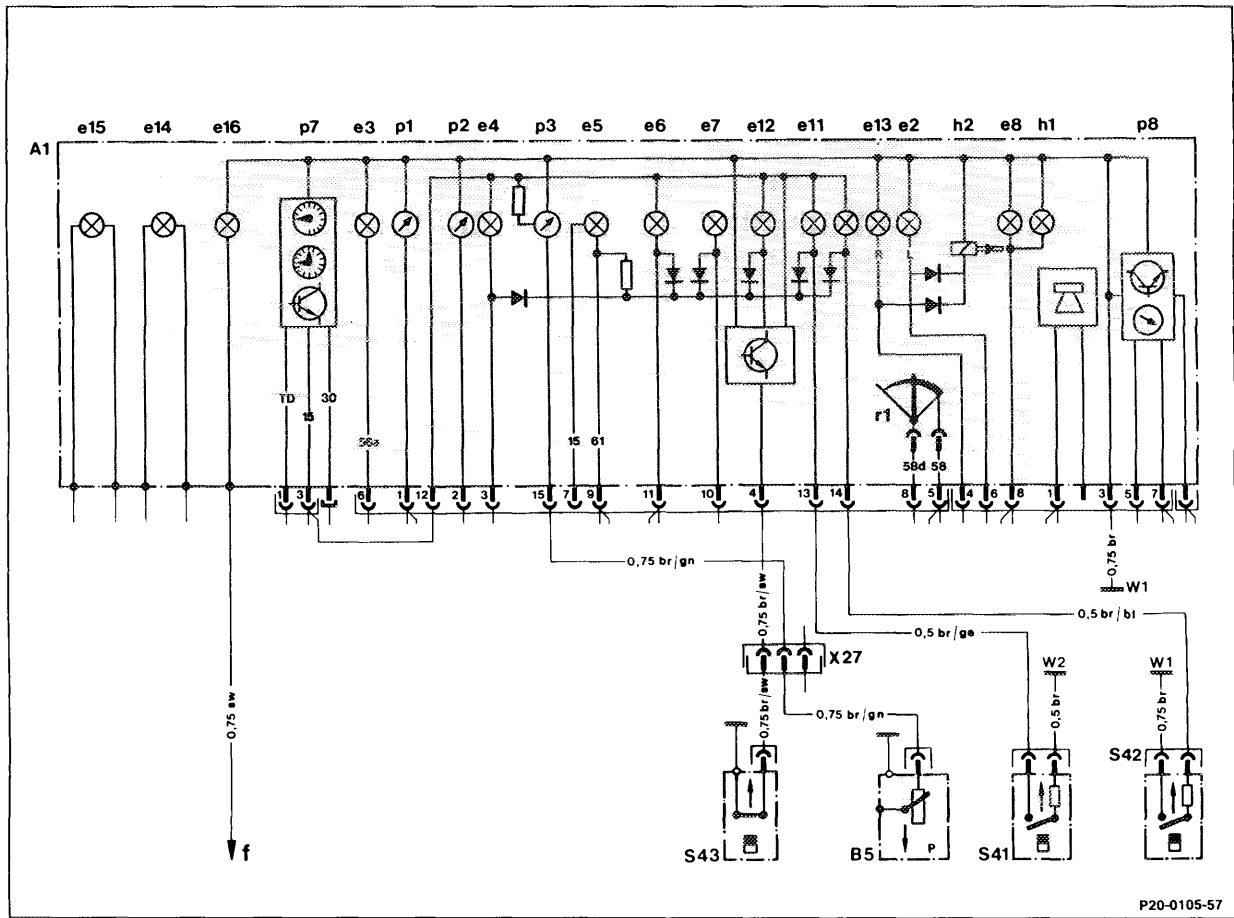 e15 e14 e16 p7 e3 p1 p2 e4 p3 e5 e6 e7 e12 e11 e13 e2 h2 e8 h1 p8
A1
R L
TD 15 30
56a
15 61
r1
58d 58
1 3 6 1 12 2 3 15 7 9 11 10 4 13 14 8 5 4 6 8 1 3 5 7
0,75 br/gn
0,75 br/sw
0,75 br
W1
0,5 br/bl
0,5 br/ge
X27
W2 W1
0,75 sw
0,75 br/sw
0,75 br/gn
0,5 br
0,75 br
S42
f
S43
B5
P
S41
P20-0105-57